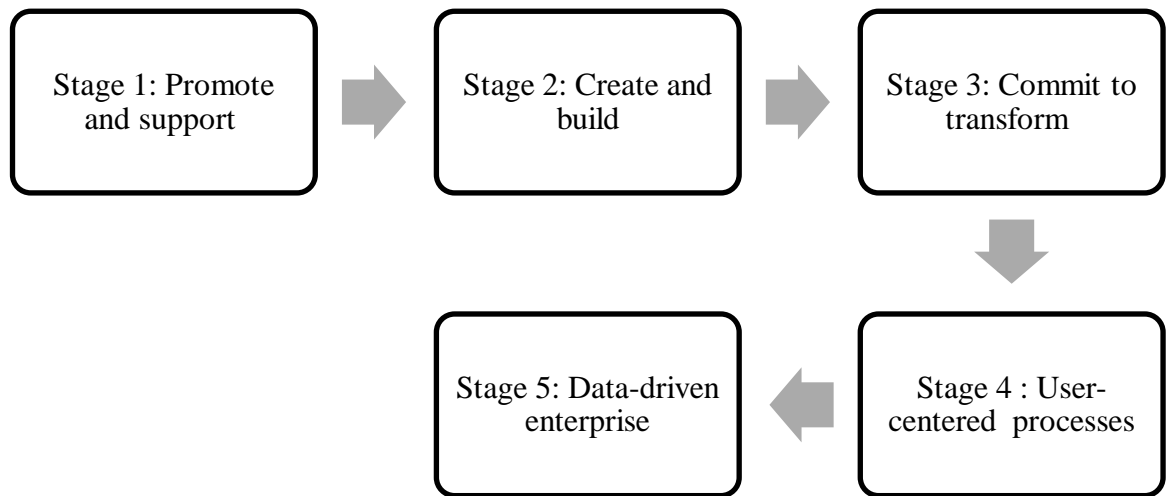 Stage 1: Promote
and support
Stage 2: Create and
build
Stage 3: Commit to
transform
Stage 4 : User-
centered processes
Stage 5: Data-driven
enterprise